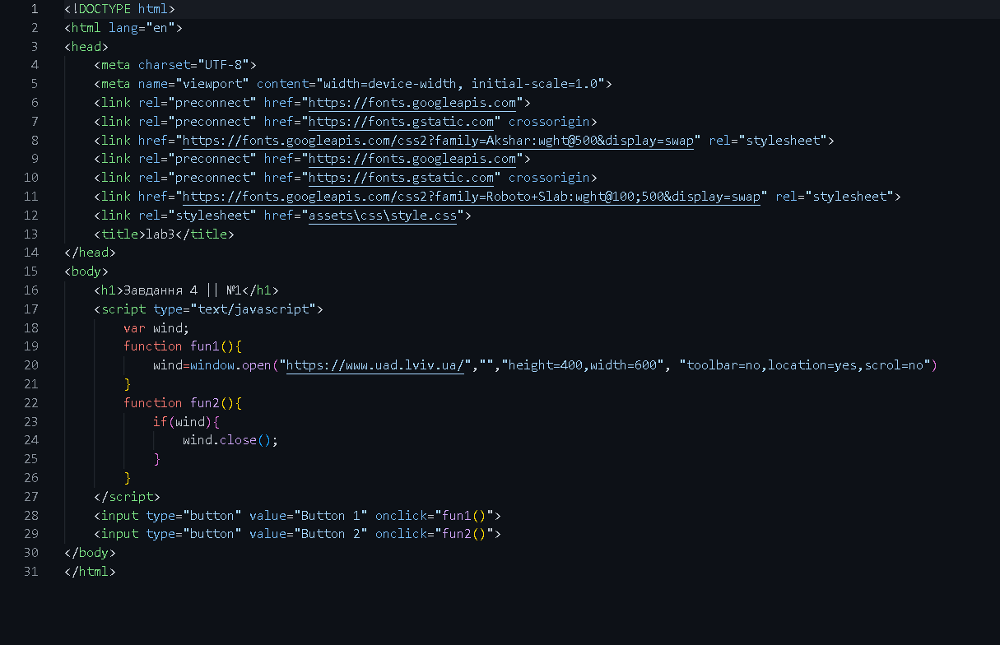 1 <!DOCTYPE html>
2 <html lang="en">
3 <head>
4     <meta charset="UTF-8">
5     <meta name="viewport" content="width=device-width, initial-scale=1.0">
6     <link rel="preconnect" href="https://fonts.googleapis.com">
7     <link rel="preconnect" href="https://fonts.gstatic.com" crossorigin>
8     <link href="https://fonts.googleapis.com/css2?family=Akshar:wght@500&display=swap" rel="stylesheet">
9     <link rel="preconnect" href="https://fonts.googleapis.com">
10     <link rel="preconnect" href="https://fonts.gstatic.com" crossorigin>
11     <link href="https://fonts.googleapis.com/css2?family=Roboto+Slab:wght@100;500&display=swap" rel="stylesheet">
12     <link rel="stylesheet" href="assets\css\style.css">
13     <title>lab3</title>
14 </head>
15 <body>
16     <h1>Завдання 4 || №1</h1>
17     <script type="text/javascript">
18         var wind;
19         function fun1(){
20             wind=window.open("https://www.uad.lviv.ua/","","height=400,width=600", "toolbar=no,location=yes,scrol=no")
21         }
22         function fun2(){
23             if(wind){
24                 wind.close();
25             }
26         }
27     </script>
28     <input type="button" value="Button 1" onclick="fun1()">
29     <input type="button" value="Button 2" onclick="fun2()">
30 </body>
31 </html>